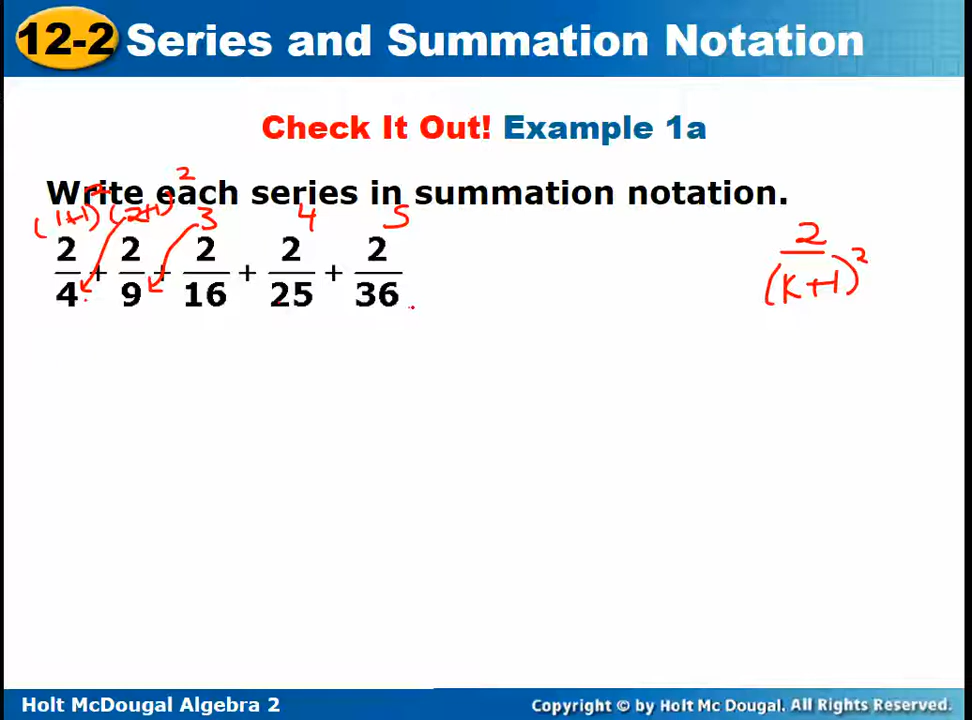 12-2 Series and Summation Notation
Check It Out! Example 1a
Write each series in summation notation.
(1+1)² (2+1)² 3 4 5
2/4 + 2/9 + 2/16 + 2/25 + 2/36
2/(k+1)²
Holt McDougal Algebra 2
Copyright © by Holt Mc Dougal. All Rights Reserved.